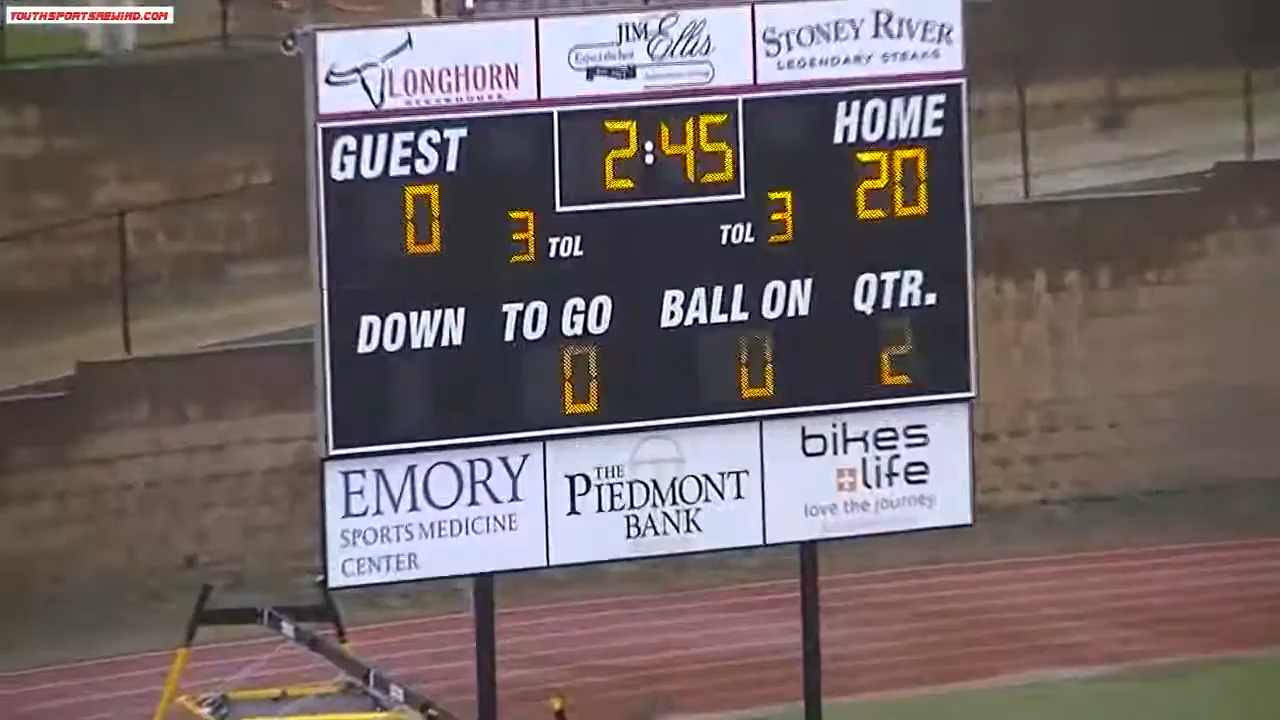 YOUTHSPORTSREWIND.COM
LONGHORN
STEAKHOUSE
JIM Ellis
STONEY RIVER
LEGENDARY STEAKS
GUEST
2:45
HOME
0
20
3 TOL
TOL 3
DOWN
TO GO
BALL ON
QTR.
0
0
2
EMORY
SPORTS MEDICINE
CENTER
THE
PIEDMONT
BANK
bikes
life
love the journey